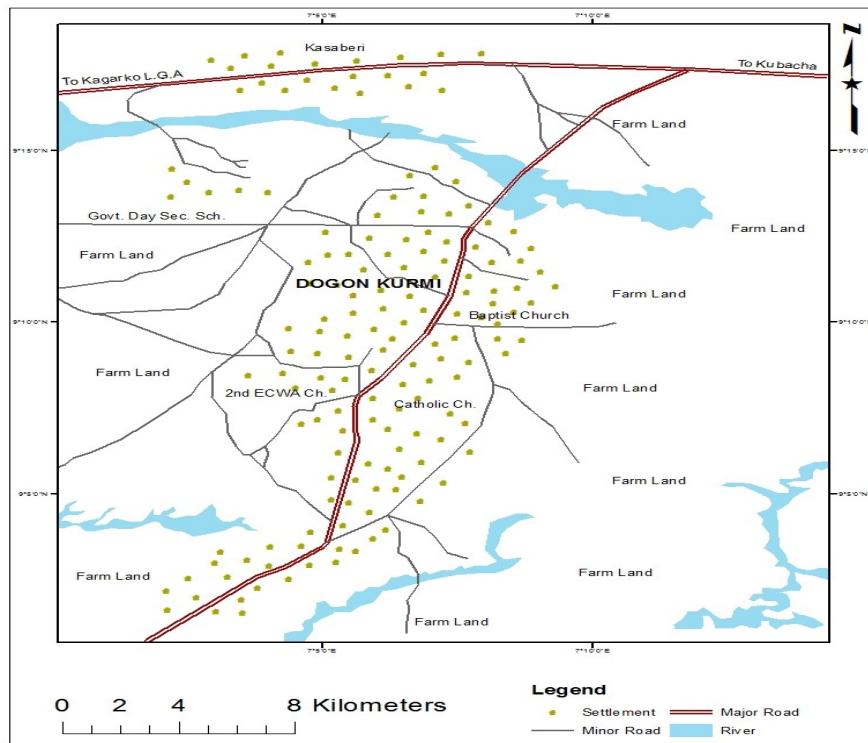 7°5'0"E 7°10'0"E
Kasaberi
To Kagarko L.G.A
To Kubacha
Farm Land
9°15'0"N 9°15'0"N
Govt. Day Sec. Sch.
Farm Land
Farm Land
DOGON KURMI
Farm Land
Baptist Church
9°10'0"N 9°10'0"N
Farm Land
Farm Land
2nd ECWA Ch.
Catholic Ch.
Farm Land
9°5'0"N 9°5'0"N
Farm Land
Farm Land
Farm Land
7°5'0"E 7°10'0"E
0 2 4 8 Kilometers
Legend
Settlement
Major Road
Minor Road
River